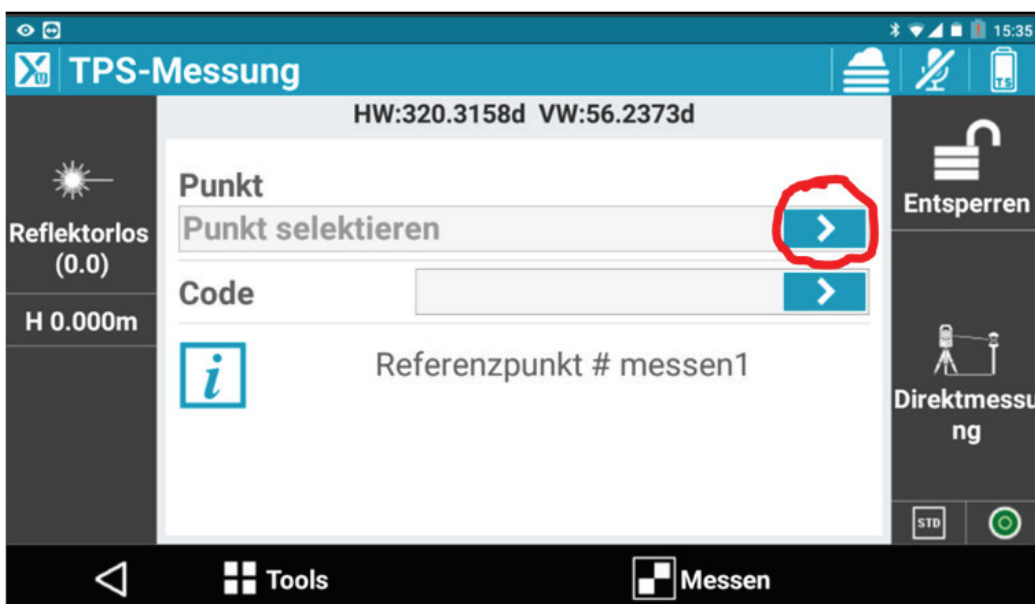 15:35
TPS-Messung
TS
HW:320.3158d VW:56.2373d
Reflektorlos
(0.0)
H 0.000m
Punkt
Punkt selektieren
Code
i
Referenzpunkt # messen1
Entsperren
Direktmessu
ng
STD
Tools
Messen